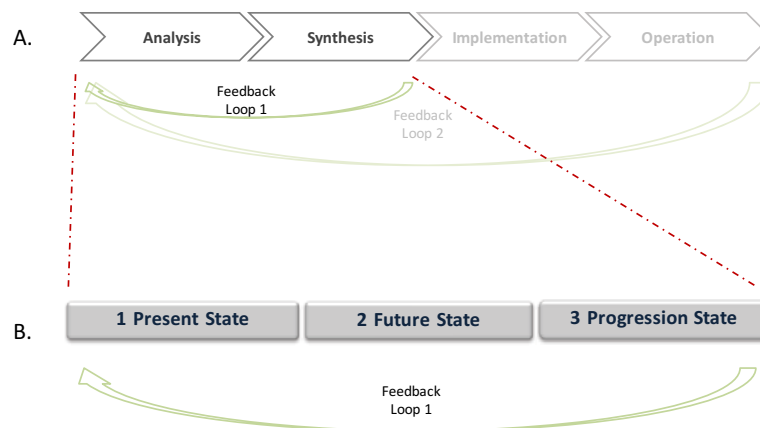 A.
Analysis
Synthesis
Implementation
Operation
Feedback
Loop 1
Feedback
Loop 2
B.
1 Present State
2 Future State
3 Progression State
Feedback
Loop 1